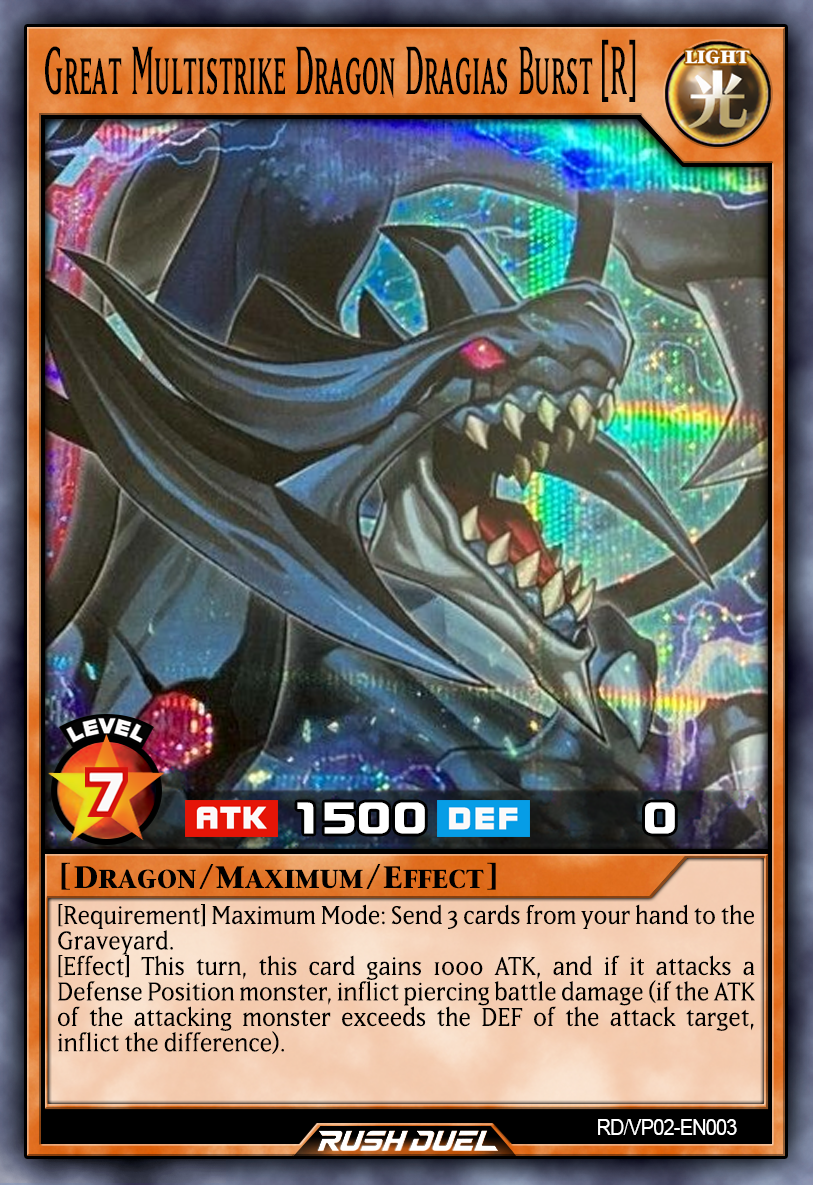 Great Multistrike Dragon Dragias Burst [R]
LIGHT
光
LEVEL
7
ATK 1500 DEF 0
[Dragon/Maximum/Effect]
[Requirement] Maximum Mode: Send 3 cards from your hand to the
Graveyard.
[Effect] This turn, this card gains 1000 ATK, and if it attacks a
Defense Position monster, inflict piercing battle damage (if the ATK
of the attacking monster exceeds the DEF of the attack target,
inflict the difference).
RUSH DUEL
RD/VP02-EN003